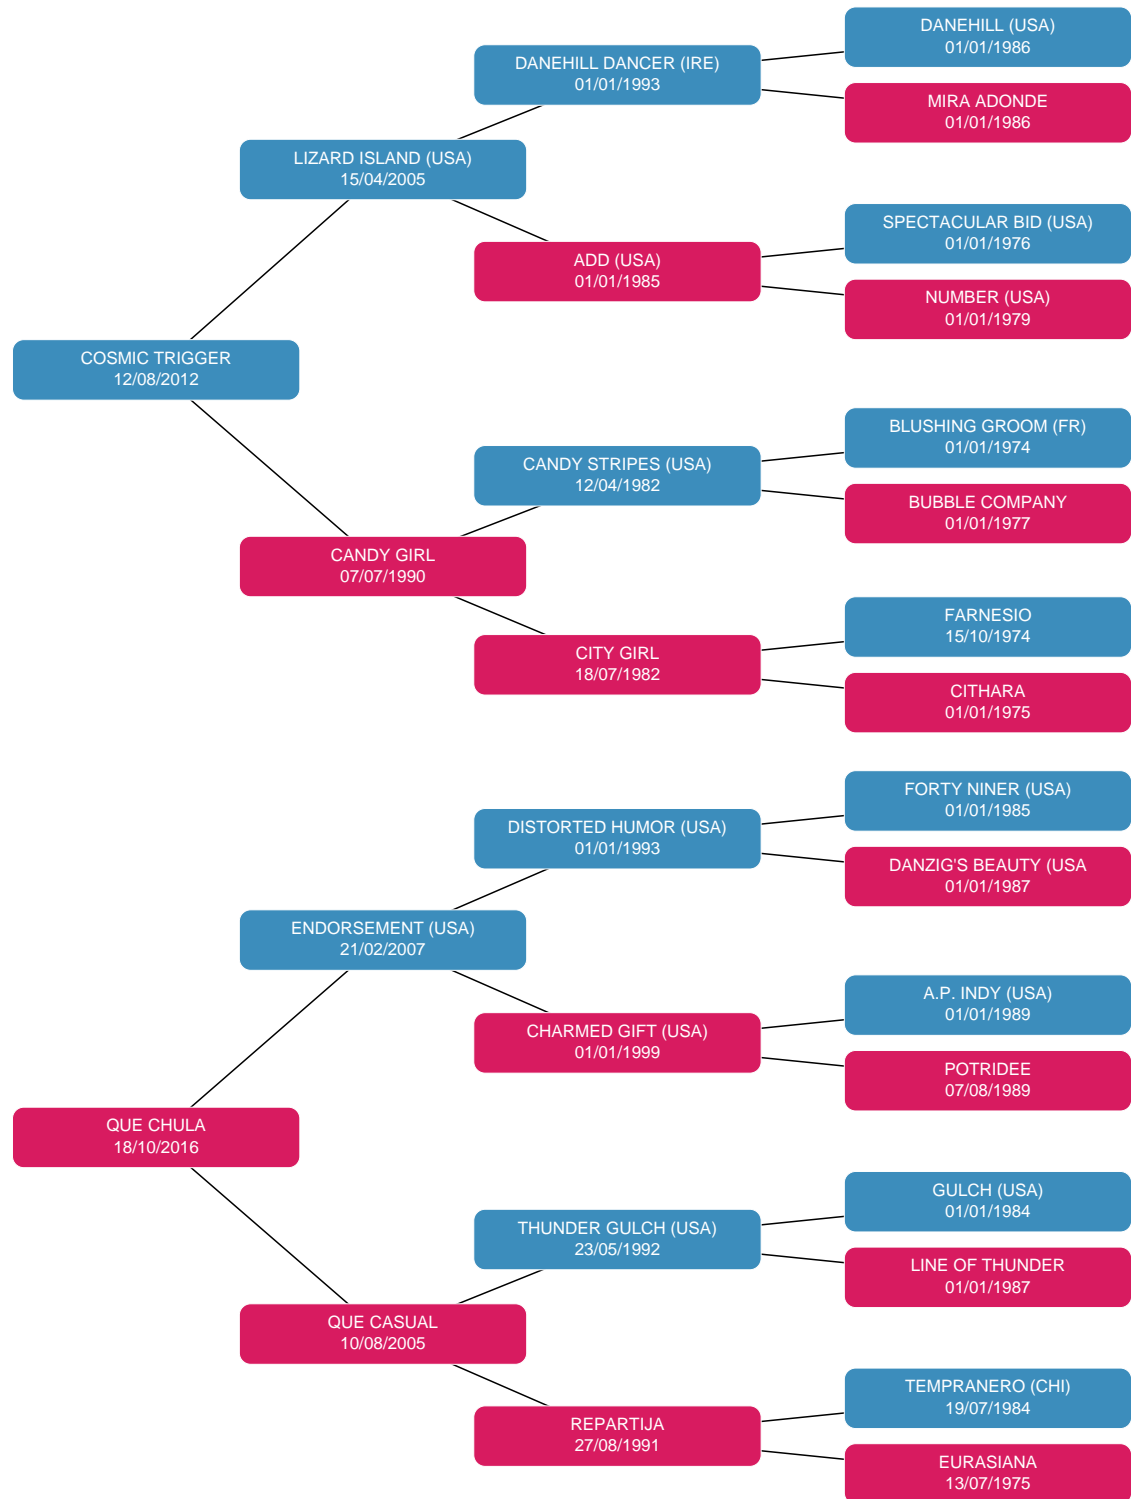 DANEHILL (USA)
01/01/1986
DANEHILL DANCER (IRE)
01/01/1993
MIRA ADONDE
01/01/1986
LIZARD ISLAND (USA)
15/04/2005
SPECTACULAR BID (USA)
01/01/1976
ADD (USA)
01/01/1985
NUMBER (USA)
01/01/1979
COSMIC TRIGGER
12/08/2012
BLUSHING GROOM (FR)
01/01/1974
CANDY STRIPES (USA)
12/04/1982
BUBBLE COMPANY
01/01/1977
CANDY GIRL
07/07/1990
FARNESIO
15/10/1974
CITY GIRL
18/07/1982
CITHARA
01/01/1975
FORTY NINER (USA)
01/01/1985
DISTORTED HUMOR (USA)
01/01/1993
DANZIG'S BEAUTY (USA
01/01/1987
ENDORSEMENT (USA)
21/02/2007
A.P. INDY (USA)
01/01/1989
CHARMED GIFT (USA)
01/01/1999
POTRIDEE
07/08/1989
QUE CHULA
18/10/2016
GULCH (USA)
01/01/1984
THUNDER GULCH (USA)
23/05/1992
LINE OF THUNDER
01/01/1987
QUE CASUAL
10/08/2005
TEMPRANERO (CHI)
19/07/1984
REPARTIJA
27/08/1991
EURASIANA
13/07/1975